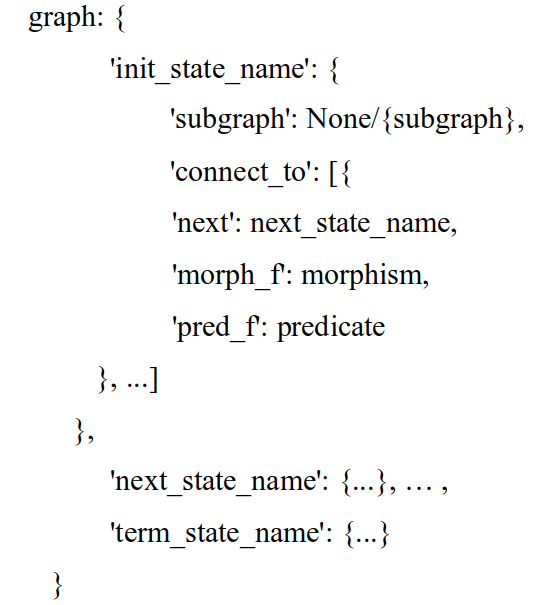 graph: {
'init_state_name': {
'subgraph': None/{subgraph},
'connect_to': [{
'next': next_state_name,
'morph_f': morphism,
'pred_f': predicate
}, ...]
},
'next_state_name': {...}, … ,
'term_state_name': {...}
}